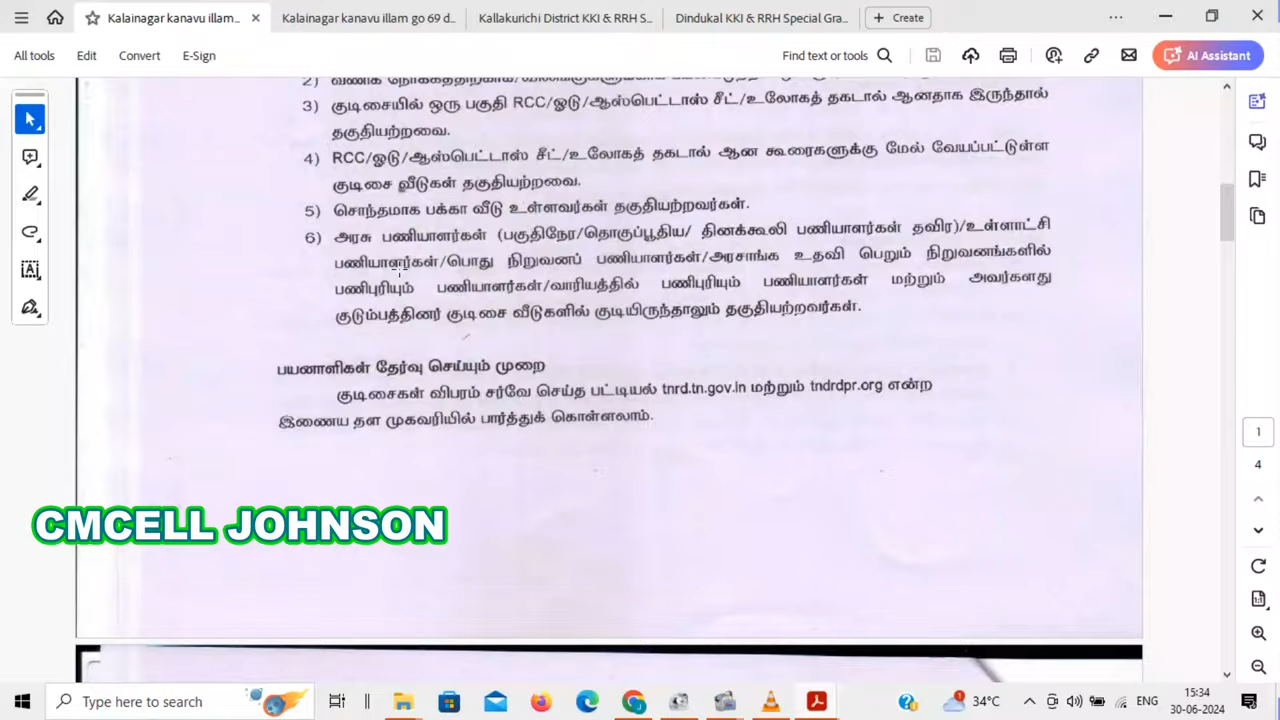 Kalainagar kanavu illam...
Kalainagar kanavu illam go 69 d...
Kallakurichi District KKI & RRH S...
Dindukal KKI & RRH Special Gra...
Create
All tools Edit Convert E-Sign
Find text or tools
AI Assistant
2)
3) குடிசையில் ஒரு பகுதி RCC/ஓடு/ஆஸ்பெட்டாஸ் சீட்/உலோகத் தகடால் ஆனதாக இருந்தால்
தகுதியற்றவை.
4) RCC/ஓடு/ஆஸ்பெட்டாஸ் சீட்/உலோகத் தகடால் ஆன கூரைகளுக்கு மேல் வேயப்பட்டுள்ள
குடிசை வீடுகள் தகுதியற்றவை.
5) சொந்தமாக பக்கா வீடு உள்ளவர்கள் தகுதியற்றவர்கள்.
6) அரசு பணியாளர்கள் (பகுதிநேர/தொகுப்பூதிய/ தினக்கூலி பணியாளர்கள் தவிர)/உள்ளாட்சி
பணியாளர்கள்/பொது நிறுவனப் பணியாளர்கள்/அரசாங்க உதவி பெறும் நிறுவனங்களில்
பணிபுரியும் பணியாளர்கள்/வாரியத்தில் பணிபுரியும் பணியாளர்கள் மற்றும் அவர்களது
குடும்பத்தினர் குடிசை வீடுகளில் குடியிருந்தாலும் தகுதியற்றவர்கள்.
பயனாளிகள் தேர்வு செய்யும் முறை
குடிசைகள் விபரம் சர்வே செய்த பட்டியல் tnrd.tn.gov.in மற்றும் tndrdpr.org என்ற
இணைய தள முகவரியில் பார்த்துக் கொள்ளலாம்.
1
4
CMCELL JOHNSON
Type here to search
34°C
ENG
15:34
30-06-2024